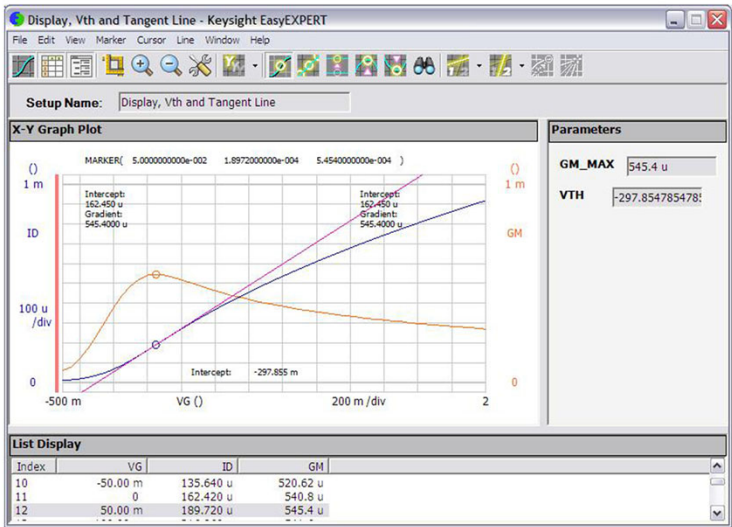 Display, Vth and Tangent Line - Keysight EasyEXPERT
File Edit View Marker Cursor Line Window Help
Setup Name: Display, Vth and Tangent Line
X-Y Graph Plot
Parameters
MARKER( 5.0000000000e-002 1.8972000000e-004 5.4540000000e-004 )
GM_MAX 545.4 u
VTH -297.8547854785
() ()
1 m 1 m
Intercept: Intercept:
162.450 u 162.450 u
Gradient: Gradient:
545.4000 u 545.4000 u
ID GM
100 u
/div
Intercept: -297.855 m
0 0
-500 m VG () 200 m /div 2
List Display
Index VG ID GM
10 -50.00 m 135.640 u 520.62 u
11 0 162.420 u 540.8 u
12 50.00 m 189.720 u 545.4 u